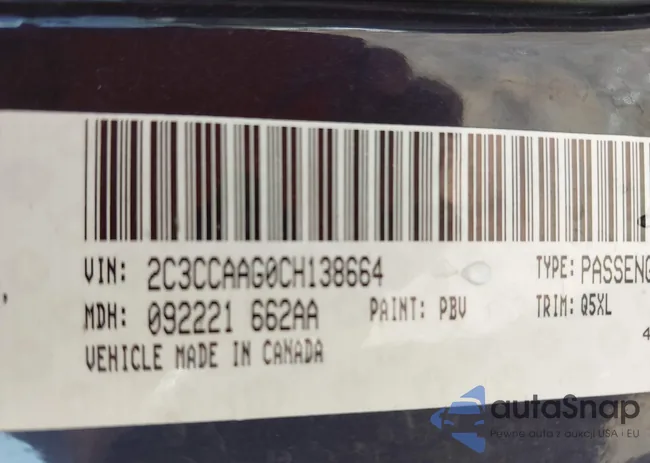 VIN: 2C3CCAAG0CH138664 TYPE: PASSENG
MDH: 092221 662AA PAINT: PBV TRIM: Q5XL
VEHICLE MADE IN CANADA 4
autoSnap
Pewne auta z aukcji USA i EU